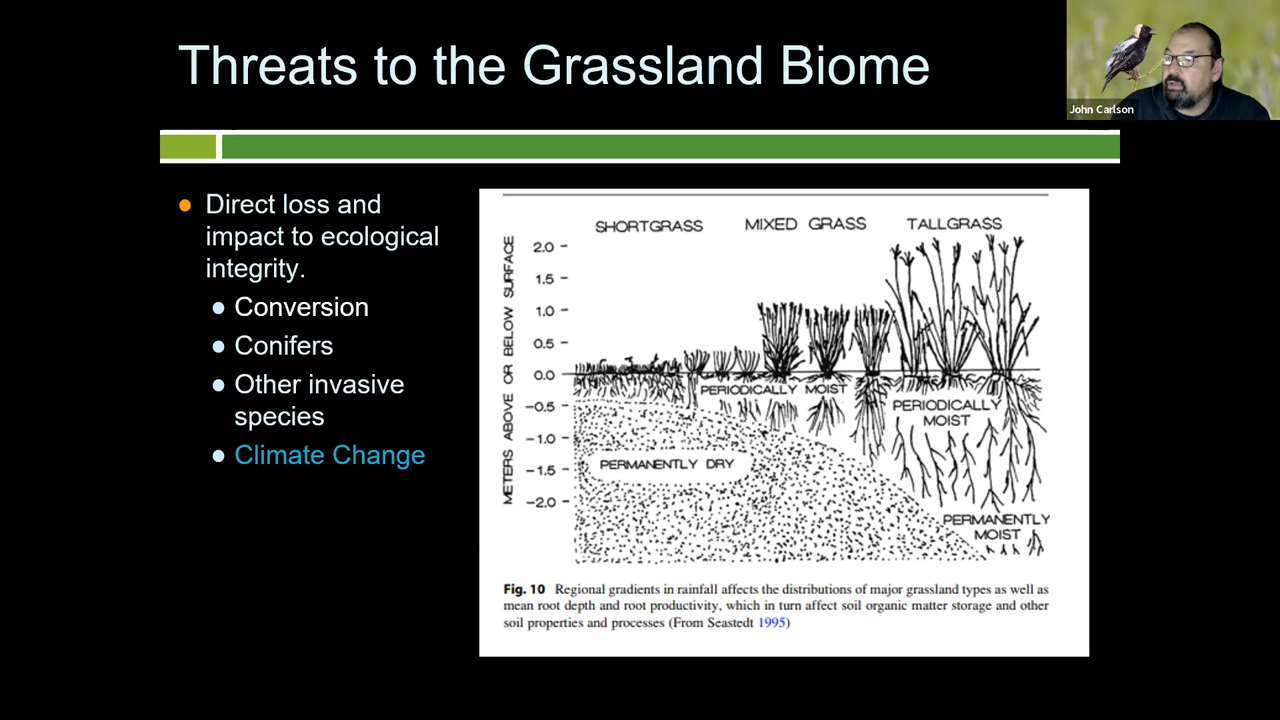 Threats to the Grassland Biome
John Carlson
Direct loss and
impact to ecological
integrity.
Conversion
Conifers
Other invasive
species
Climate Change
SHORTGRASS MIXED GRASS TALLGRASS
METERS ABOVE OR BELOW SURFACE
2.0 –
1.5 –
1.0 –
0.5 –
0.0
–0.5 –
–1.0 –
–1.5 –
–2.0 –
PERIODICALLY MOIST
PERIODICALLY
MOIST
PERMANENTLY DRY
PERMANENTLY
MOIST
Fig. 10 Regional gradients in rainfall affects the distributions of major grassland types as well as
mean root depth and root productivity, which in turn affect soil organic matter storage and other
soil properties and processes (From Seastedt 1995)